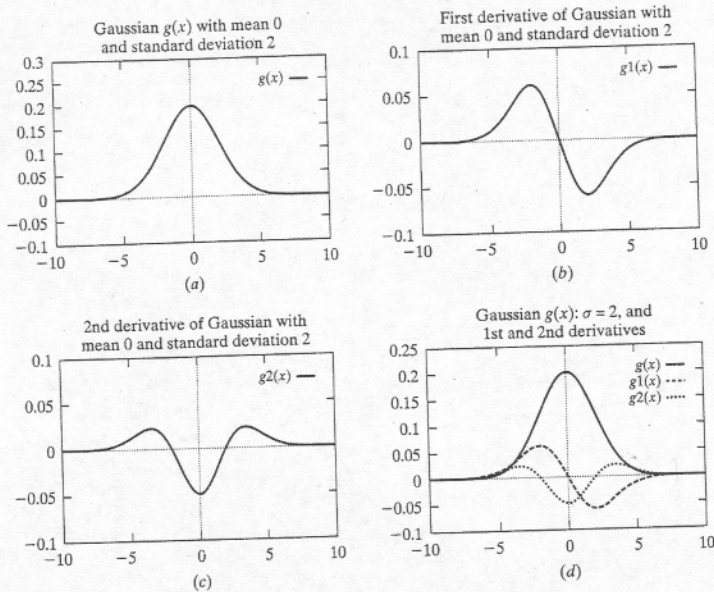 Gaussian g(x) with mean 0
and standard deviation 2
0.3
0.25
0.2
0.15
0.1
0.05
0
−0.05
−0.1
g(x)
−10 −5 0 5 10
(a)
First derivative of Gaussian with
mean 0 and standard deviation 2
0.1
0.05
0
−0.05
−0.1
g1(x)
−10 −5 0 5 10
(b)
2nd derivative of Gaussian with
mean 0 and standard deviation 2
0.1
0.05
0
−0.05
−0.1
g2(x)
−10 −5 0 5 10
(c)
Gaussian g(x): σ = 2, and
1st and 2nd derivatives
0.25
0.2
0.15
0.1
0.05
0
−0.05
−0.1
g(x)
g1(x)
g2(x)
−10 −5 0 5 10
(d)